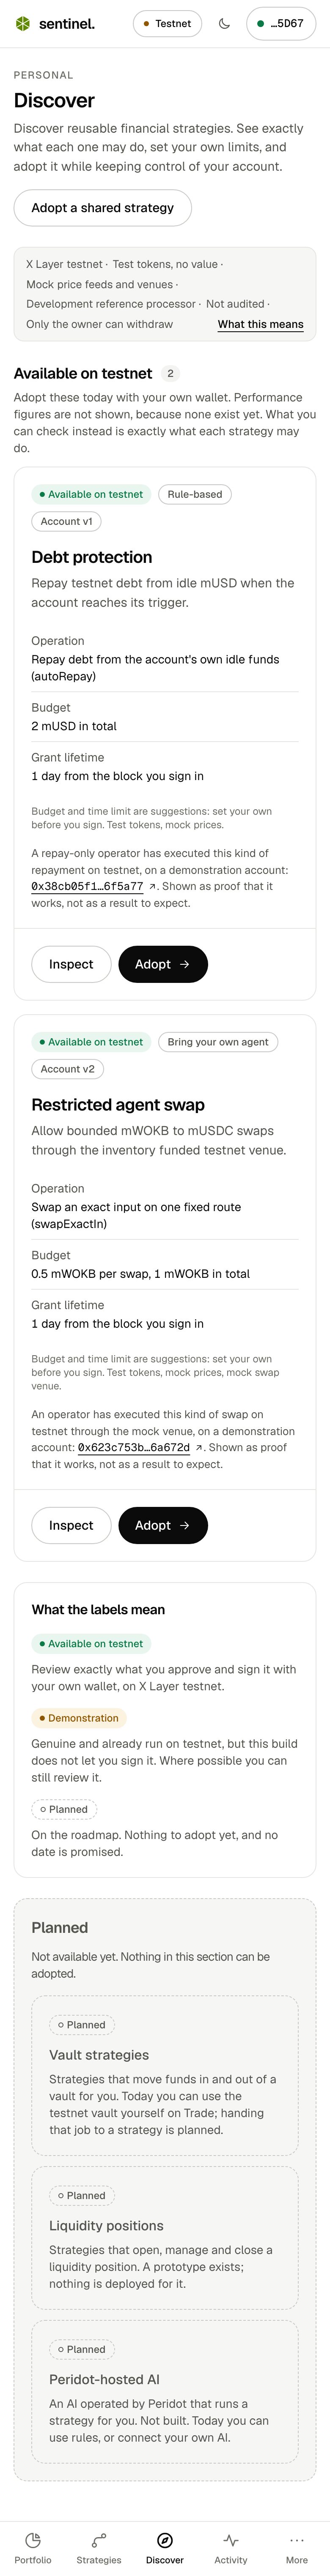 sentinel.
Testnet
...5D67
PERSONAL
Discover
Discover reusable financial strategies. See exactly
what each one may do, set your own limits, and
adopt it while keeping control of your account.
Adopt a shared strategy
X Layer testnet · Test tokens, no value ·
Mock price feeds and venues ·
Development reference processor · Not audited ·
Only the owner can withdraw
What this means
Available on testnet 2
Adopt these today with your own wallet. Performance
figures are not shown, because none exist yet. What you
can check instead is exactly what each strategy may
do.
Available on testnet
Rule-based
Account v1
Debt protection
Repay testnet debt from idle mUSD when the
account reaches its trigger.
Operation
Repay debt from the account's own idle funds
(autoRepay)
Budget
2 mUSD in total
Grant lifetime
1 day from the block you sign in
Budget and time limit are suggestions: set your own
before you sign. Test tokens, mock prices.
A repay-only operator has executed this kind of
repayment on testnet, on a demonstration account:
0x38cb05f1…6f5a77 ↗. Shown as proof that it
works, not as a result to expect.
Inspect
Adopt →
Available on testnet
Bring your own agent
Account v2
Restricted agent swap
Allow bounded mWOKB to mUSDC swaps
through the inventory funded testnet venue.
Operation
Swap an exact input on one fixed route
(swapExactIn)
Budget
0.5 mWOKB per swap, 1 mWOKB in total
Grant lifetime
1 day from the block you sign in
Budget and time limit are suggestions: set your own
before you sign. Test tokens, mock prices, mock swap
venue.
An operator has executed this kind of swap on
testnet through the mock venue, on a demonstration
account: 0x623c753b…6a672d ↗. Shown as proof
that it works, not as a result to expect.
Inspect
Adopt →
What the labels mean
Available on testnet
Review exactly what you approve and sign it with
your own wallet, on X Layer testnet.
Demonstration
Genuine and already run on testnet, but this build
does not let you sign it. Where possible you can
still review it.
Planned
On the roadmap. Nothing to adopt yet, and no
date is promised.
Planned
Not available yet. Nothing in this section can be
adopted.
Planned
Vault strategies
Strategies that move funds in and out of a
vault for you. Today you can use the
testnet vault yourself on Trade; handing
that job to a strategy is planned.
Planned
Liquidity positions
Strategies that open, manage and close a
liquidity position. A prototype exists;
nothing is deployed for it.
Planned
Peridot-hosted AI
An AI operated by Peridot that runs a
strategy for you. Not built. Today you can
use rules, or connect your own AI.
Portfolio
Strategies
Discover
Activity
More